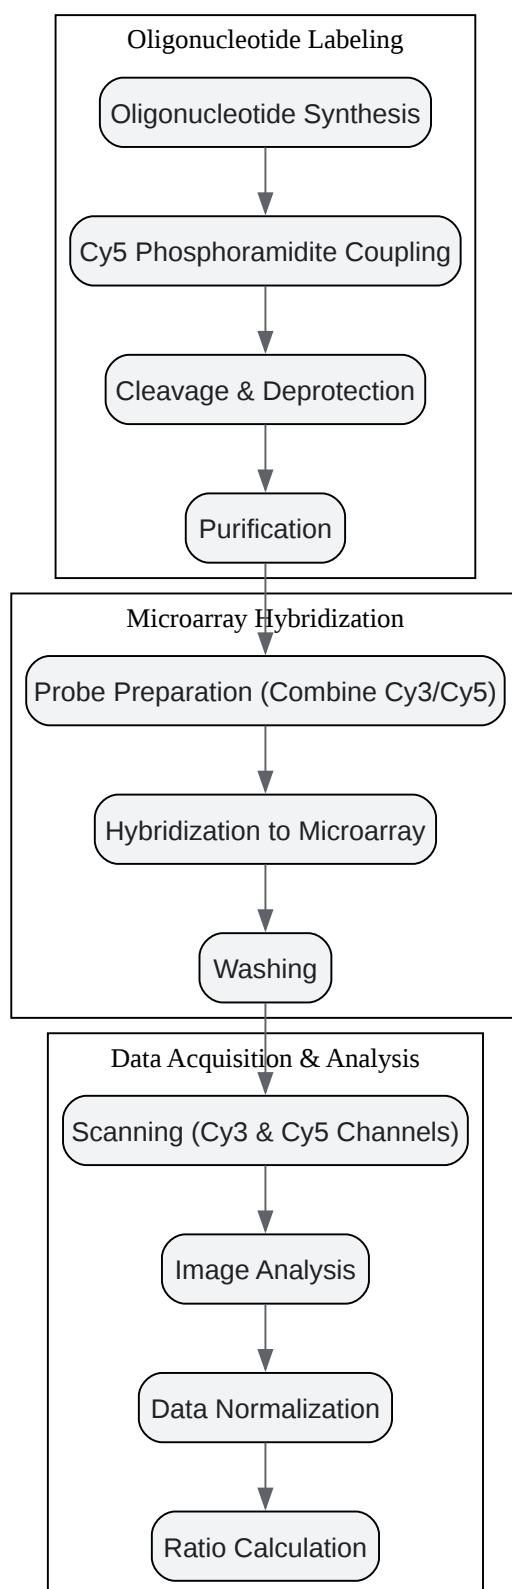 Oligonucleotide Labeling
Oligonucleotide Synthesis
Cy5 Phosphoramidite Coupling
Cleavage & Deprotection
Purification
Microarray Hybridization
Probe Preparation (Combine Cy3/Cy5)
Hybridization to Microarray
Washing
Data Acquisition & Analysis
Scanning (Cy3 & Cy5 Channels)
Image Analysis
Data Normalization
Ratio Calculation